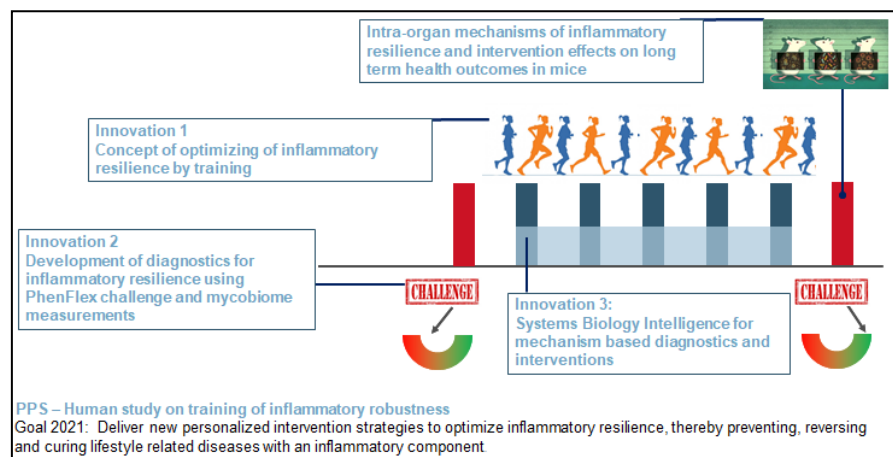 Intra-organ mechanisms of inflammatory
resilience and intervention effects on long
term health outcomes in mice
Innovation 1
Concept of optimizing of inflammatory
resilience by training
Innovation 2
Development of diagnostics for
inflammatory resilience using
PhenFlex challenge and mycobiome
measurements
CHALLENGE
Innovation 3:
Systems Biology Intelligence for
mechanism based diagnostics and
interventions
CHALLENGE
PPS – Human study on training of inflammatory robustness
Goal 2021: Deliver new personalized intervention strategies to optimize inflammatory resilience, thereby preventing, reversing
and curing lifestyle related diseases with an inflammatory component.